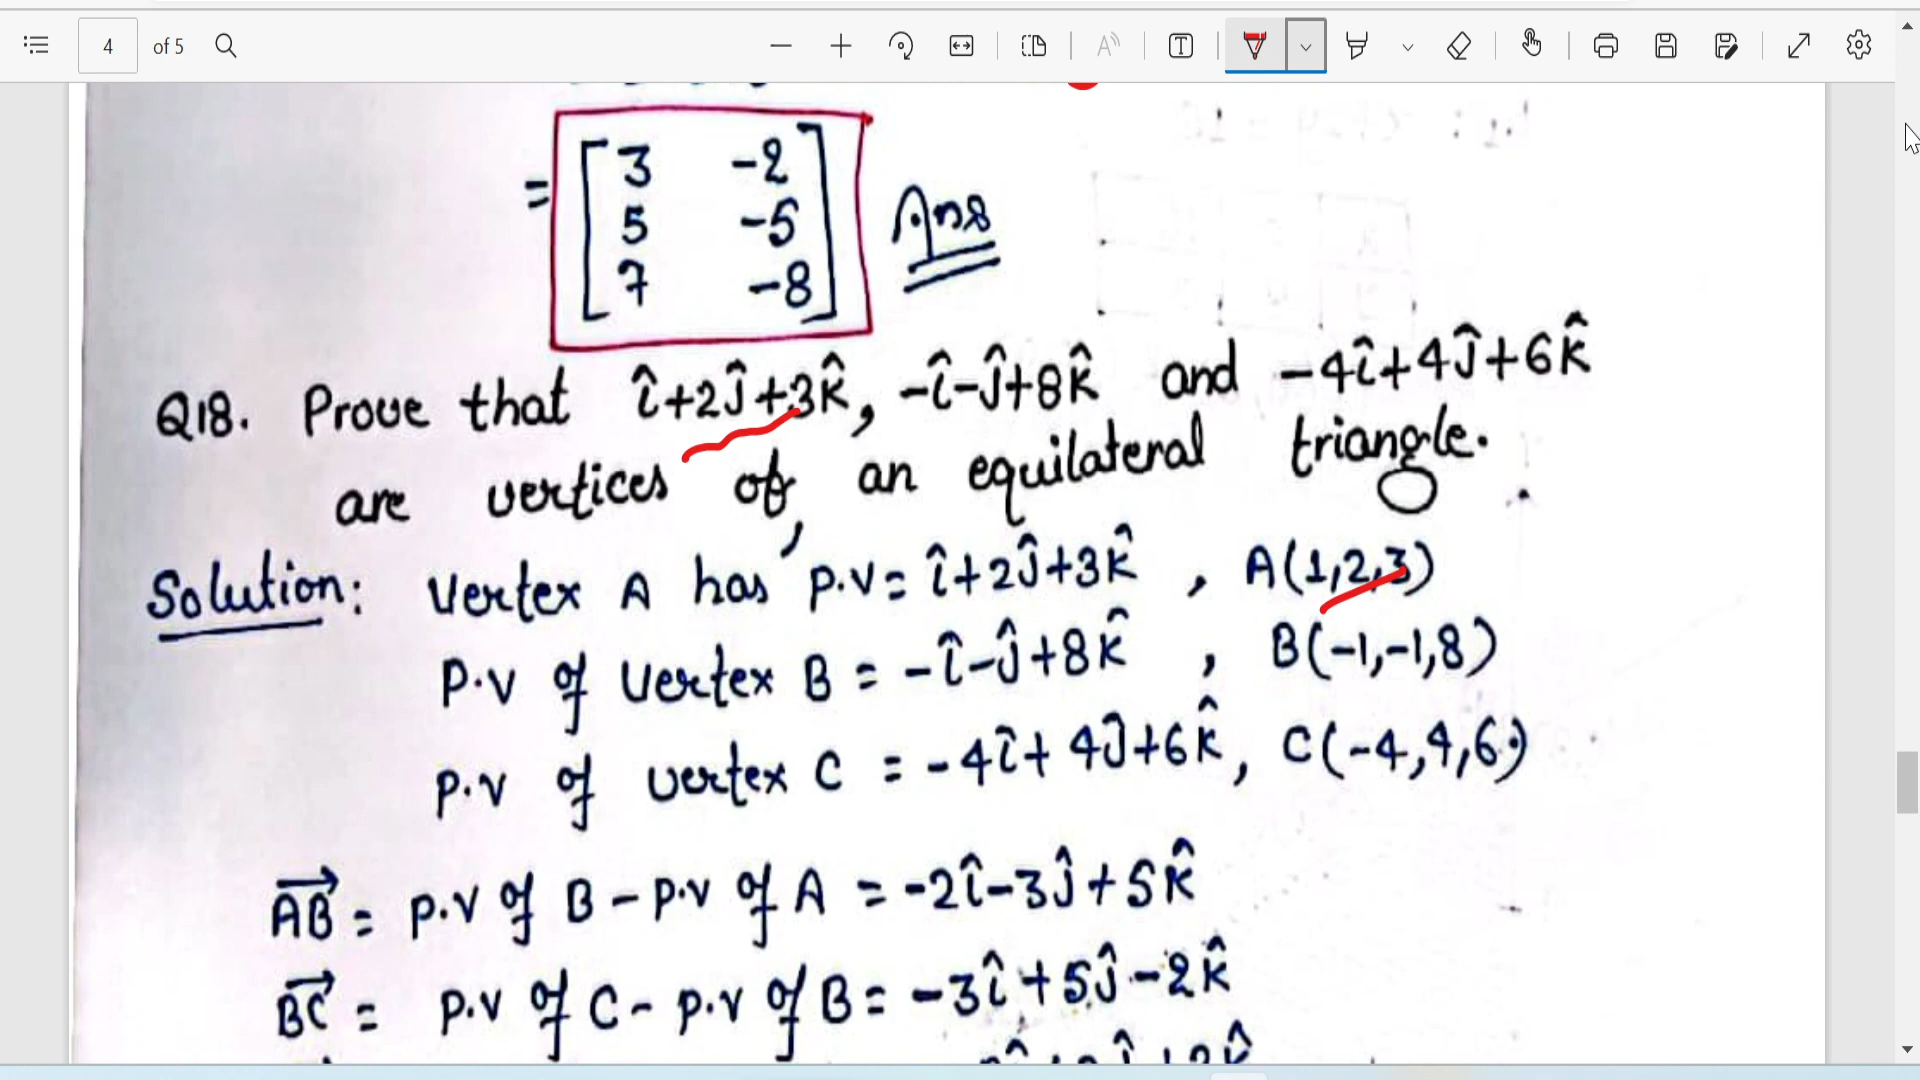 4 of 5
= [ 3 -2
5 -5
7 -8 ] Ans
Q18. Prove that î+2ĵ+3k̂, -î-ĵ+8k̂ and -4î+4ĵ+6k̂
are vertices of an equilateral triangle.
Solution: Vertex A has p.v= î+2ĵ+3k̂ , A(1,2,3)
P.V of Vertex B = -î-ĵ+8k̂ , B(-1,-1,8)
P.V of vertex C = -4î+4ĵ+6k̂, C(-4,4,6)
AB⃗ = P.V of B - P.V of A = -2î-3ĵ+5k̂
BC⃗ = P.V of C - P.V of B = -3î+5ĵ-2k̂